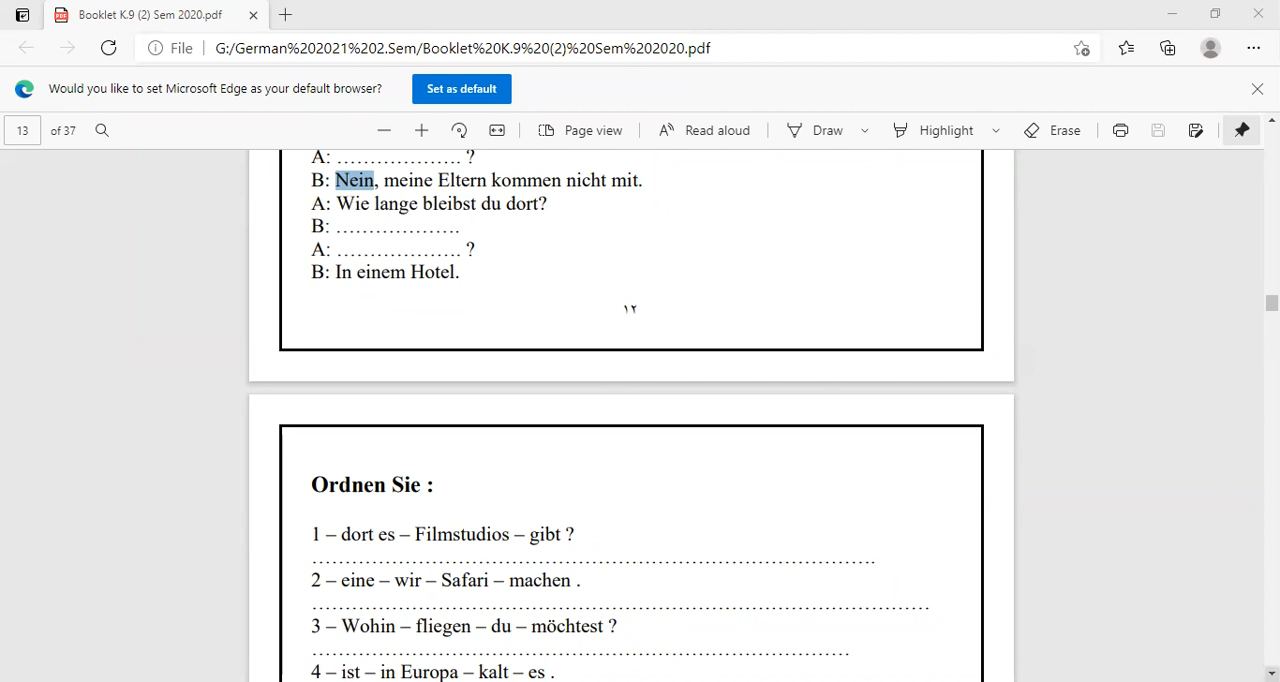 Booklet K.9 (2) Sem 2020.pdf
File G:/German%202021%202.Sem/Booklet%20K.9%20(2)%20Sem%202020.pdf
Would you like to set Microsoft Edge as your default browser? Set as default
13 of 37 Page view Read aloud Draw Highlight Erase
A: ………………. ?
B: Nein, meine Eltern kommen nicht mit.
A: Wie lange bleibst du dort?
B: ……………….
A: ………………. ?
B: In einem Hotel.
١٢
Ordnen Sie :
1 – dort es – Filmstudios – gibt ?
………………………………………………………………………….
2 – eine – wir – Safari – machen .
…………………………………………………………………………………
3 – Wohin – fliegen – du – möchtest ?
………………………………………………………………………
4 – ist – in Europa – kalt – es .